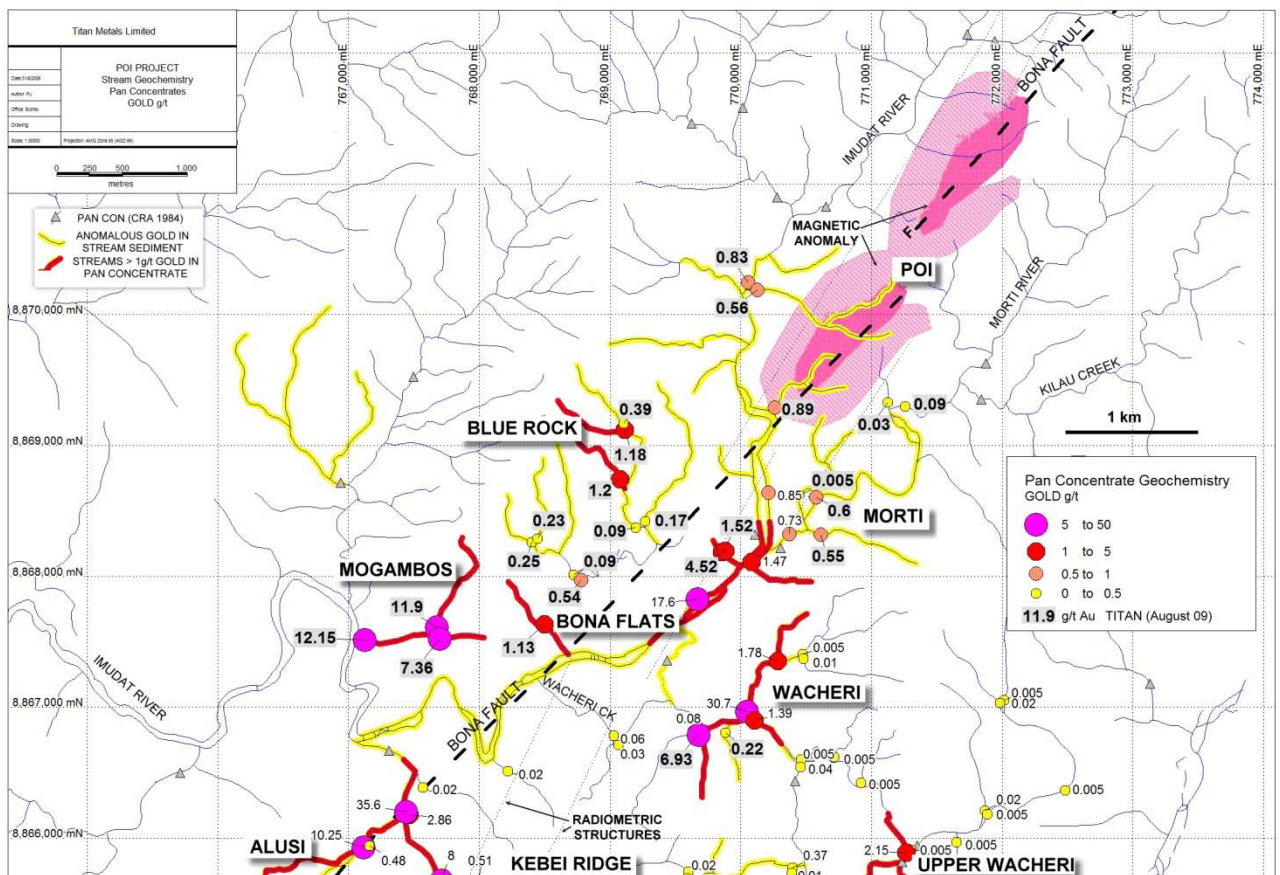 Titan Metals Limited
POI PROJECT
Stream Geochemistry
Pan Concentrates
GOLD g/t
Date
Author
Office
Drawing
Scale
0 250 500 1,000
metres
PAN CON (CRA 1984)
ANOMALOUS GOLD IN
STREAM SEDIMENT
STREAMS > 1g/t GOLD IN
PAN CONCENTRATE
767,000 mE
768,000 mE
769,000 mE
770,000 mE
771,000 mE
772,000 mE
773,000 mE
774,000 mE
BONA FAULT
IMUDAT RIVER
MAGNETIC
ANOMALY
F
POI
0.83
0.56
MORTI RIVER
8,870,000 mN
KILAU CREEK
0.89
0.09
0.03
1 km
0.39
BLUE ROCK
1.18
8,869,000 mN
1.2
0.005
0.85
0.6
MORTI
0.73
0.55
0.23
0.25
0.09
0.17
1.52
4.52
1.47
Pan Concentrate Geochemistry
GOLD g/t
5 to 50
1 to 5
0.5 to 1
0 to 0.5
11.9 g/t Au TITAN (August 09)
8,868,000 mN
0.09
0.54
MOGAMBOS
11.9
12.15
7.36
17.6
BONA FLATS
1.13
1.78
0.005
0.01
IMUDAT RIVER
WACHERI CK
WACHERI
8,867,000 mN
BONA FAULT
30.7
1.39
0.08
6.93
0.22
0.06
0.03
0.005
0.02
0.005
0.04
0.005
0.005
0.02
0.02
0.005
0.02
0.005
35.6
2.86
RADIOMETRIC
STRUCTURES
8,866,000 mN
10.25
0.48
ALUSI
8
0.51
KEBEI RIDGE
0.02
0.37
0.01
2.15
0.005
0.005
UPPER WACHERI